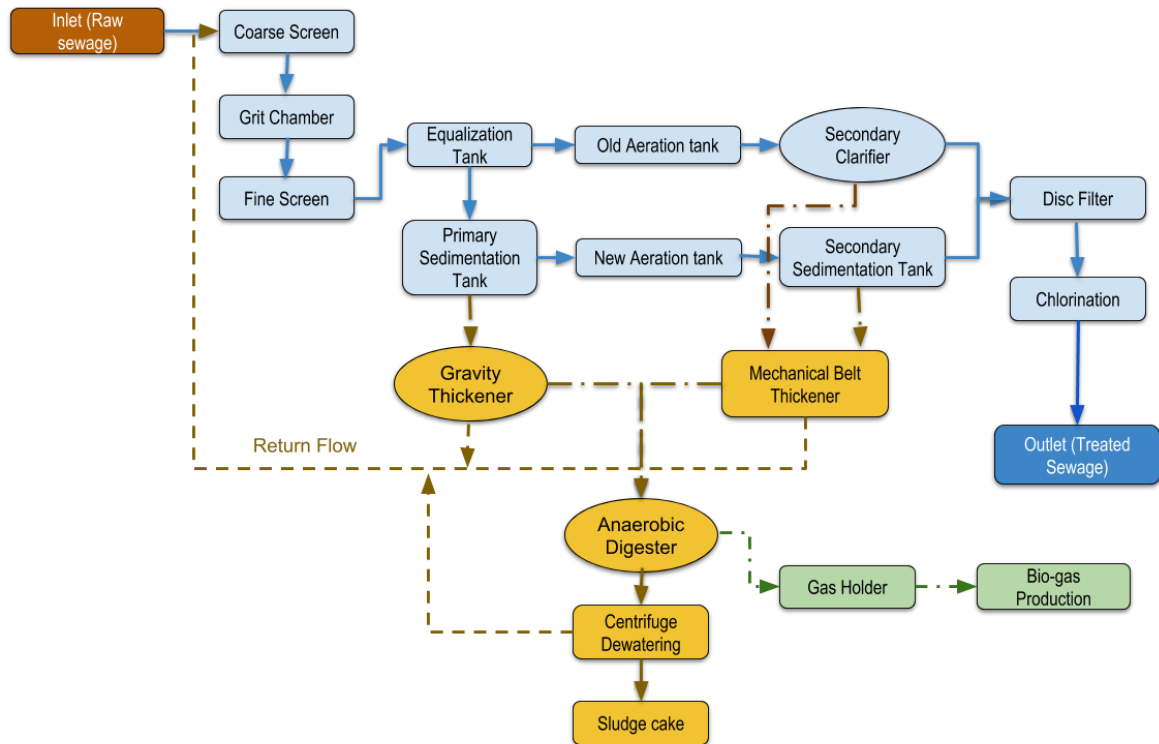 Inlet (Raw
sewage)
Coarse Screen
Grit Chamber
Fine Screen
Equalization
Tank
Old Aeration tank
Secondary
Clarifier
Primary
Sedimentation
Tank
New Aeration tank
Secondary
Sedimentation Tank
Disc Filter
Chlorination
Outlet (Treated
Sewage)
Gravity
Thickener
Mechanical Belt
Thickener
Return Flow
Anaerobic
Digester
Gas Holder
Bio-gas
Production
Centrifuge
Dewatering
Sludge cake